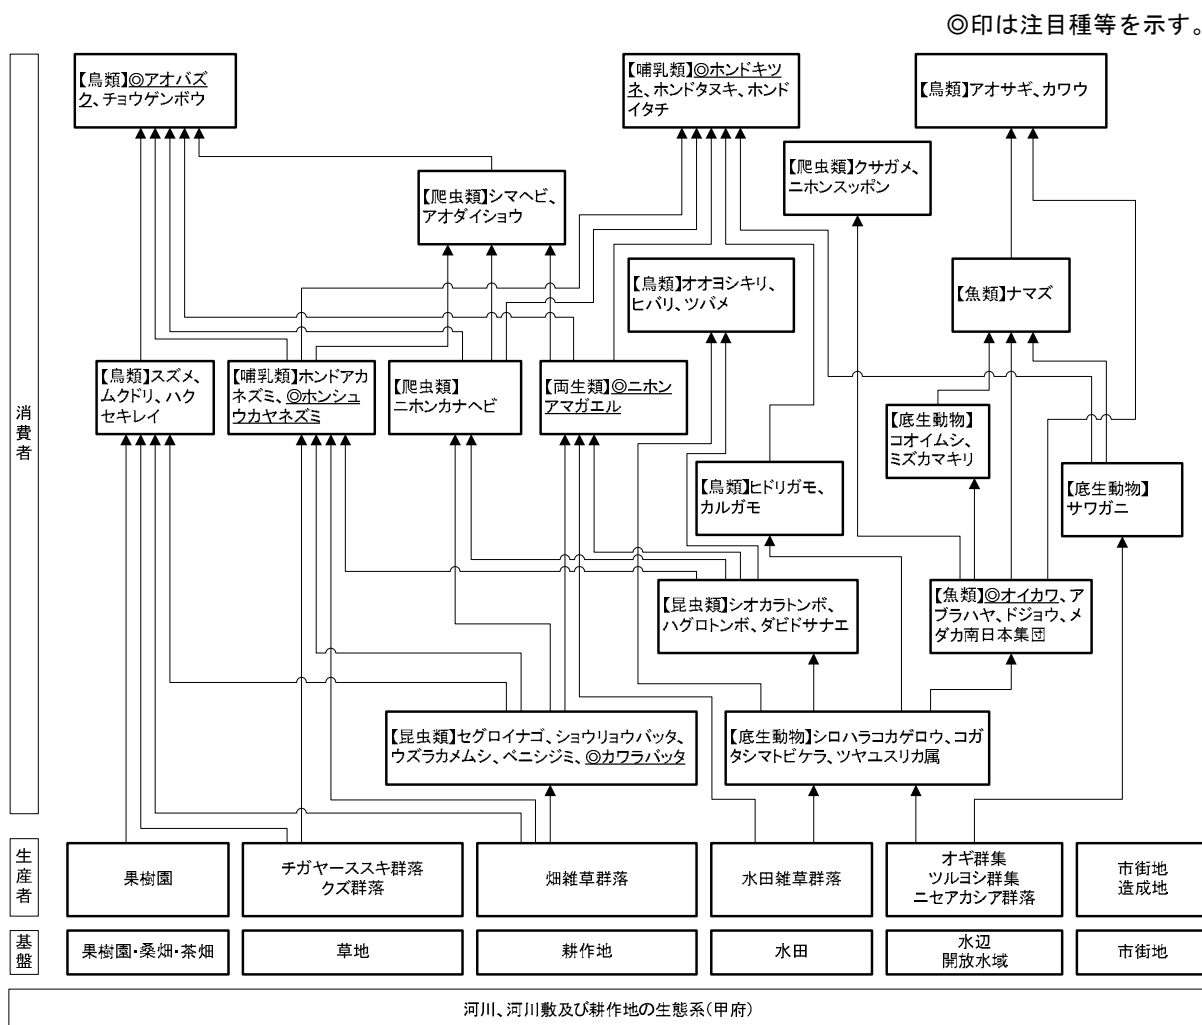 ◎印は注目種等を示す。
【鳥類】◎アオバズ
ク、チョウゲンボウ
【哺乳類】◎ホンドキツ
ネ、ホンドタヌキ、ホンド
イタチ
【鳥類】アオサギ、カワウ
【爬虫類】クサガメ、
ニホンスッポン
【爬虫類】シマヘビ、
アオダイショウ
【鳥類】オオヨシキリ、
ヒバリ、ツバメ
【魚類】ナマズ
【鳥類】スズメ、
ムクドリ、ハク
セキレイ
【哺乳類】ホンドアカ
ネズミ、◎ホンシュ
ウカヤネズミ
【爬虫類】
ニホンカナヘビ
【両生類】◎ニホン
アマガエル
【底生動物】
コオイムシ、
ミズカマキリ
【鳥類】ヒドリガモ、
カルガモ
【底生動物】
サワガニ
【昆虫類】シオカラトンボ、
ハグロトンボ、ダビドサナエ
【魚類】◎オイカワ、ア
ブラハヤ、ドジョウ、メ
ダカ南日本集団
【昆虫類】セグロイナゴ、ショウリョウバッタ、
ウズラカメムシ、ベニシジミ、◎カワラバッタ
【底生動物】シロハラコカゲロウ、コガ
タシマトビケラ、ツヤユスリカ属
消費者
生産者
果樹園
チガヤーススキ群落
クズ群落
畑雑草群落
水田雑草群落
オギ群集
ツルヨシ群集
ニセアカシア群落
市街地
造成地
基盤
果樹園・桑畑・茶畑
草地
耕作地
水田
水辺
開放水域
市街地
河川、河川敷及び耕作地の生態系(甲府)